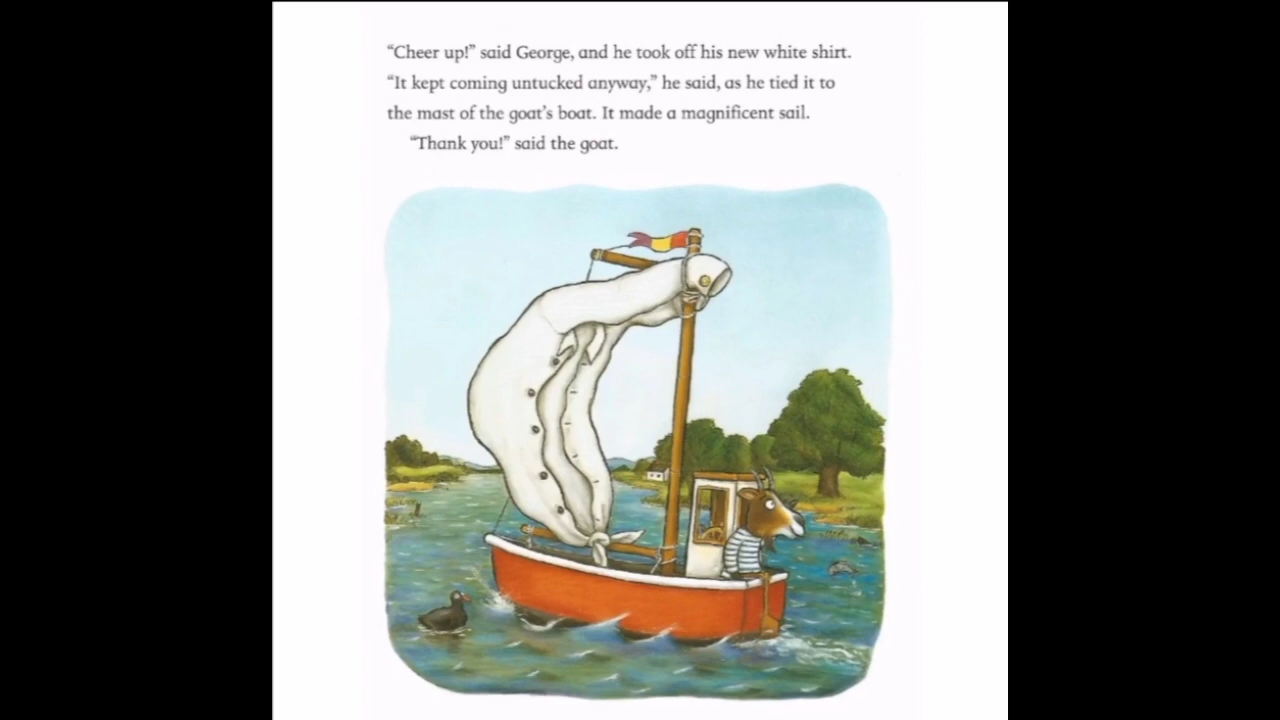 “Cheer up!” said George, and he took off his new white shirt.
“It kept coming untucked anyway,” he said, as he tied it to
the mast of the goat’s boat. It made a magnificent sail.
“Thank you!” said the goat.